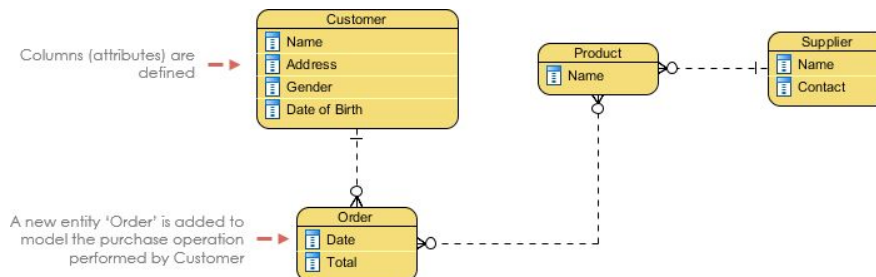 Customer
Name
Address
Gender
Date of Birth
Columns (attributes) are
defined
Product
Name
Supplier
Name
Contact
A new entity ‘Order’ is added to
model the purchase operation
performed by Customer
Order
Date
Total